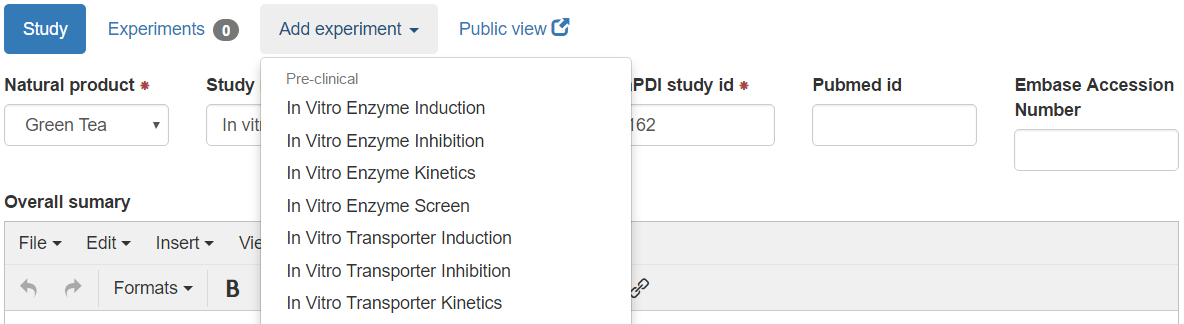 Study Experiments 0 Add experiment Public view
Natural product * Study PDI study id * Pubmed id Embase Accession
Number
Green Tea In vit 162
Pre-clinical
In Vitro Enzyme Induction
In Vitro Enzyme Inhibition
In Vitro Enzyme Kinetics
In Vitro Enzyme Screen
In Vitro Transporter Induction
In Vitro Transporter Inhibition
In Vitro Transporter Kinetics
Overall sumary
File Edit Insert Vie
Formats B